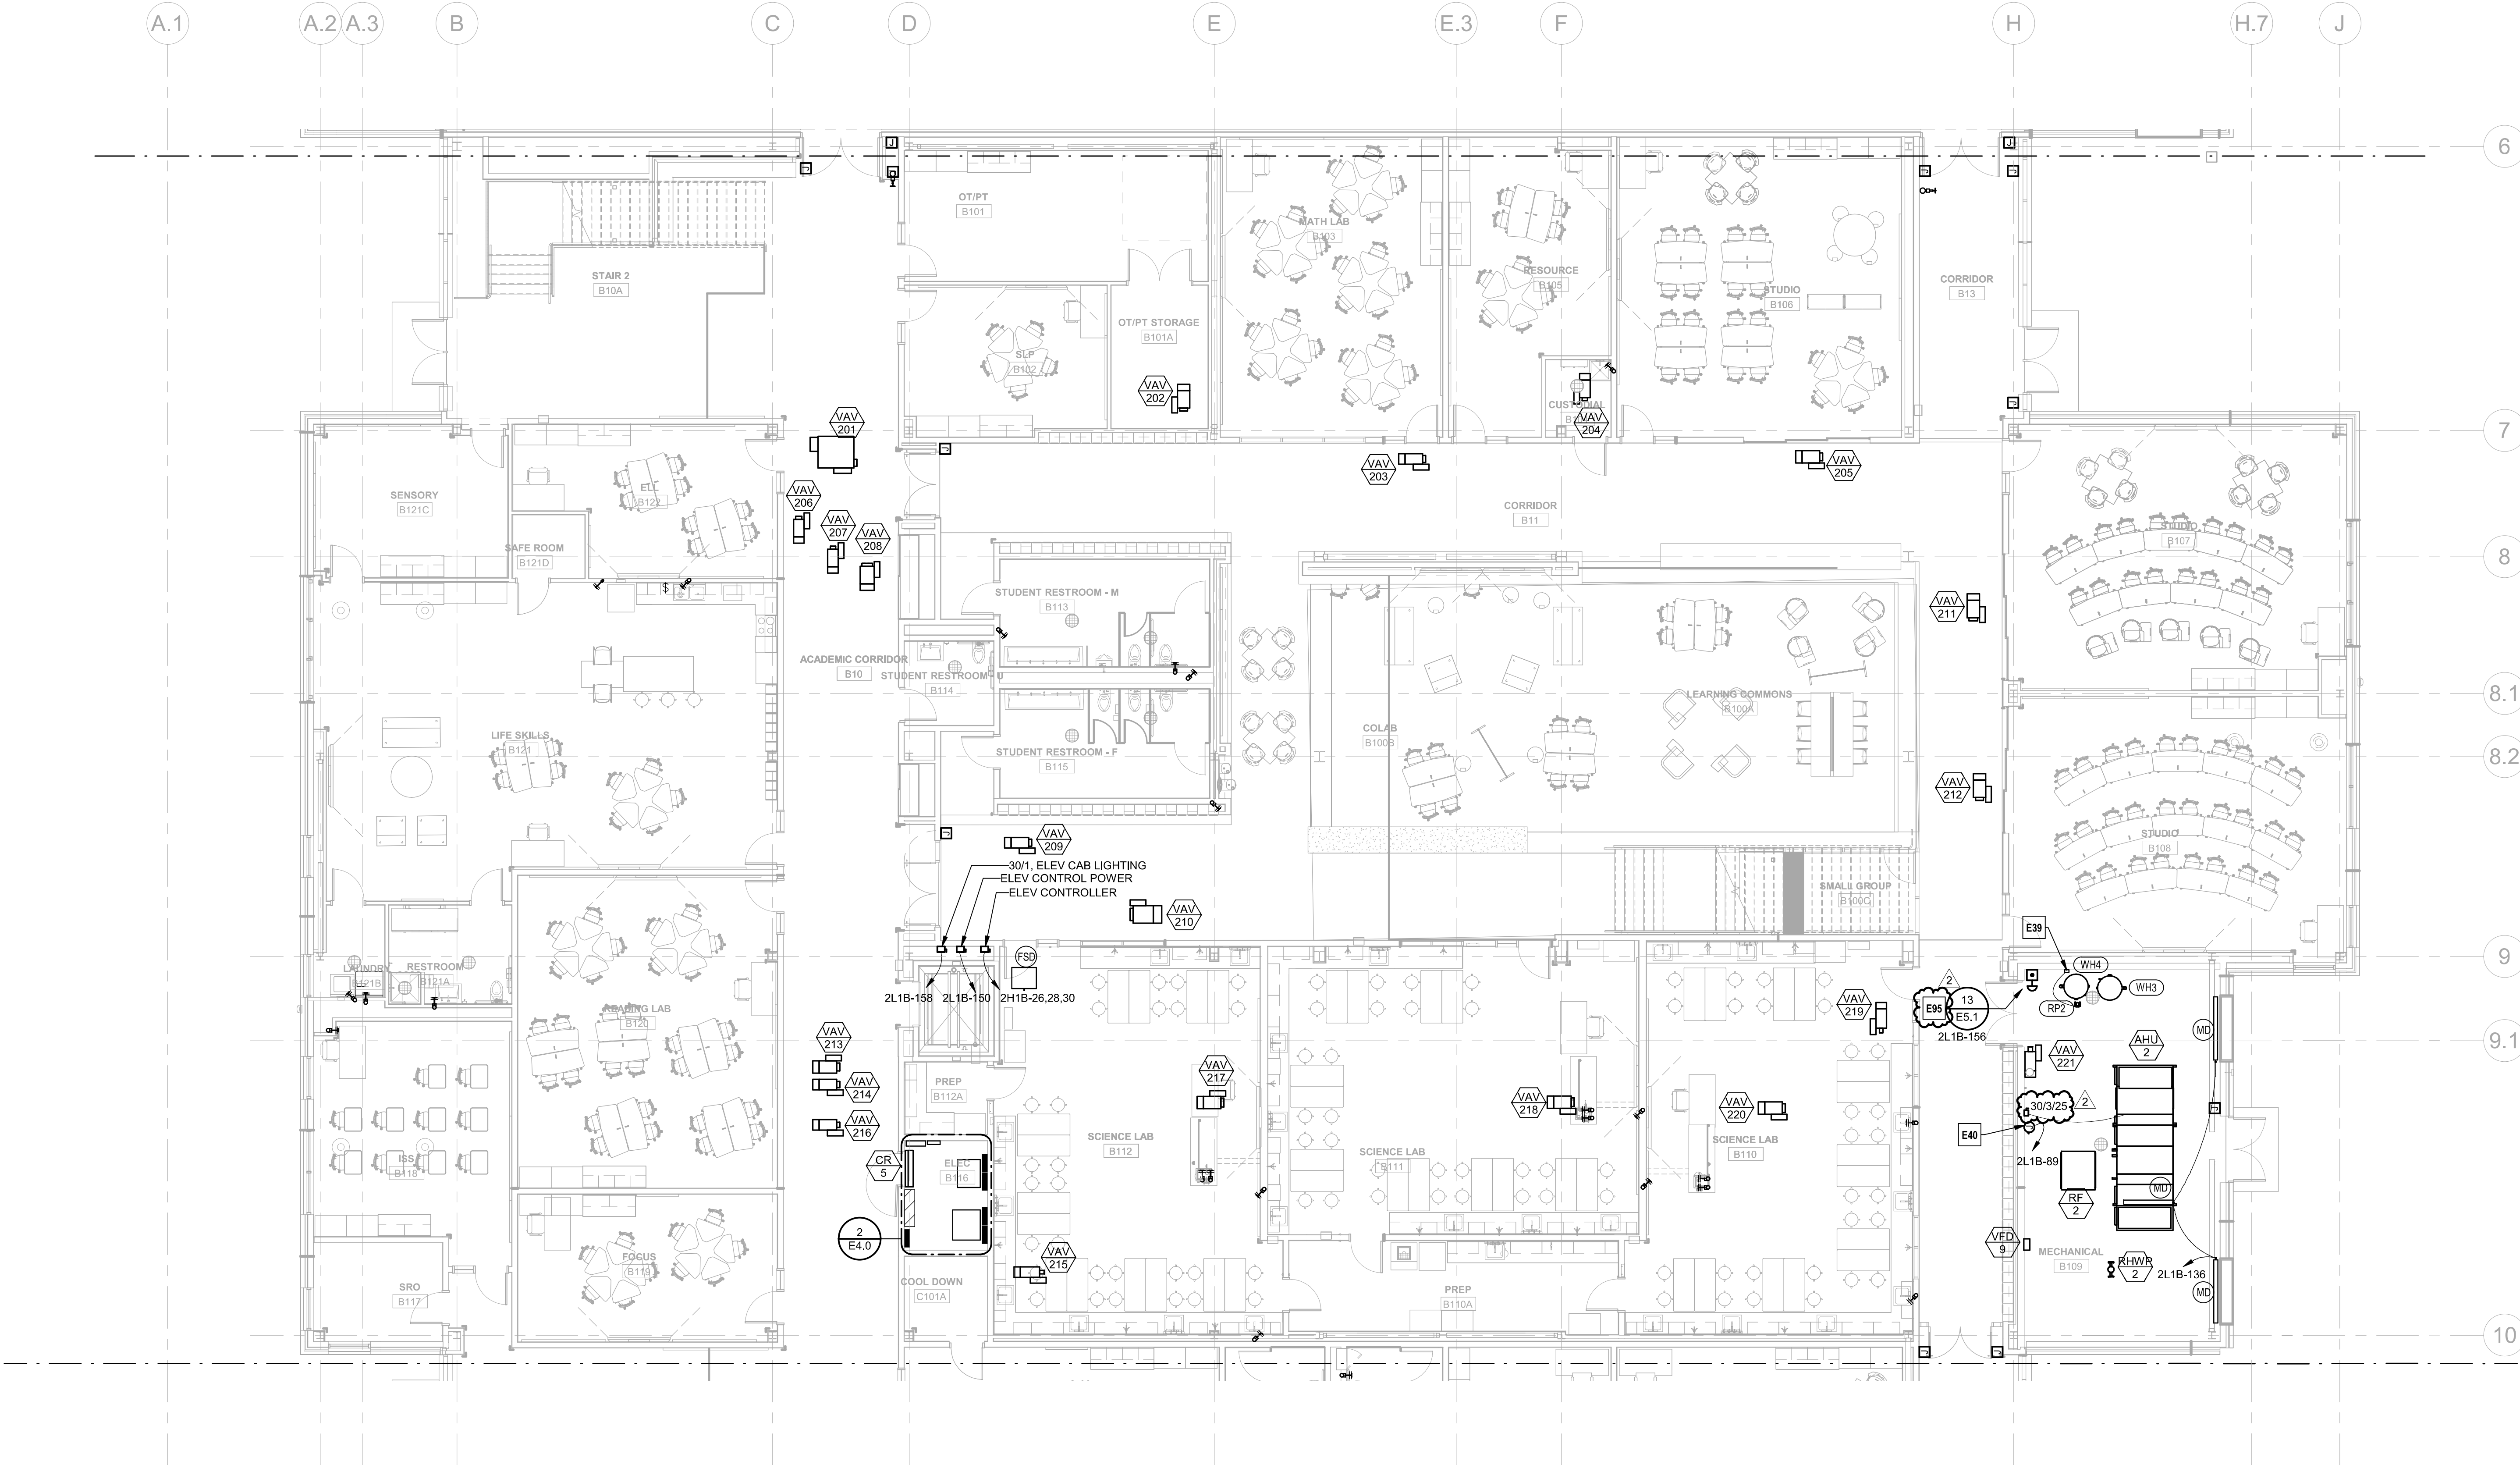 A.1
A.2
A.3
B
C
D
E
E.3
F
H
H.7
J
6
7
8
8.1
8.2
9
9.1
10
J
J
J
J
J
OT/PT
B101
MATH LAB
B103
RESOURCE
B105
STUDIO
B106
CORRIDOR
B13
STAIR 2
B10A
OT/PT STORAGE
B101A
SLP
B102
VAV
202
CUSTODIAL
VAV
204
J
VAV
201
J
VAV
203
VAV
205
SENSORY
B121C
ELL
B122
VAV
206
VAV
207
VAV
208
CORRIDOR
B11
STUDIO
B107
SAFE ROOM
B121D
$
STUDENT RESTROOM - M
B113
VAV
211
ACADEMIC CORRIDOR
B10
STUDENT RESTROOM - U
B114
LEARNING COMMONS
B100A
COLAB
B100B
LIFE SKILLS
B121
STUDENT RESTROOM - F
B115
VAV
212
J
VAV
209
STUDIO
B108
30/1, ELEV CAB LIGHTING
ELEV CONTROL POWER
ELEV CONTROLLER
SMALL GROUP
B100C
VAV
210
E39
FSD
LAUNDRY
B121B
RESTROOM
B121A
2L1B-158
2L1B-150
2H1B-26,28,30
WH4
WH3
RP2
2
E95
13
E5.1
2L1B-156
READING LAB
B120
VAV
219
MD
VAV
213
VAV
214
VAV
216
AHU
2
VAV
221
PREP
B112A
VAV
217
VAV
218
VAV
220
30/3/25
2
J
E40
SCIENCE LAB
B112
SCIENCE LAB
B111
SCIENCE LAB
B110
ISS
B118
CR
5
ELEC
B116
2L1B-89
MD
RF
2
2
E4.0
VFD
9
MECHANICAL
B109
RHWP
2
2L1B-136
MD
FOCUS
B119
VAV
215
SRO
B117
COOL DOWN
C101A
PREP
B110A
J
J